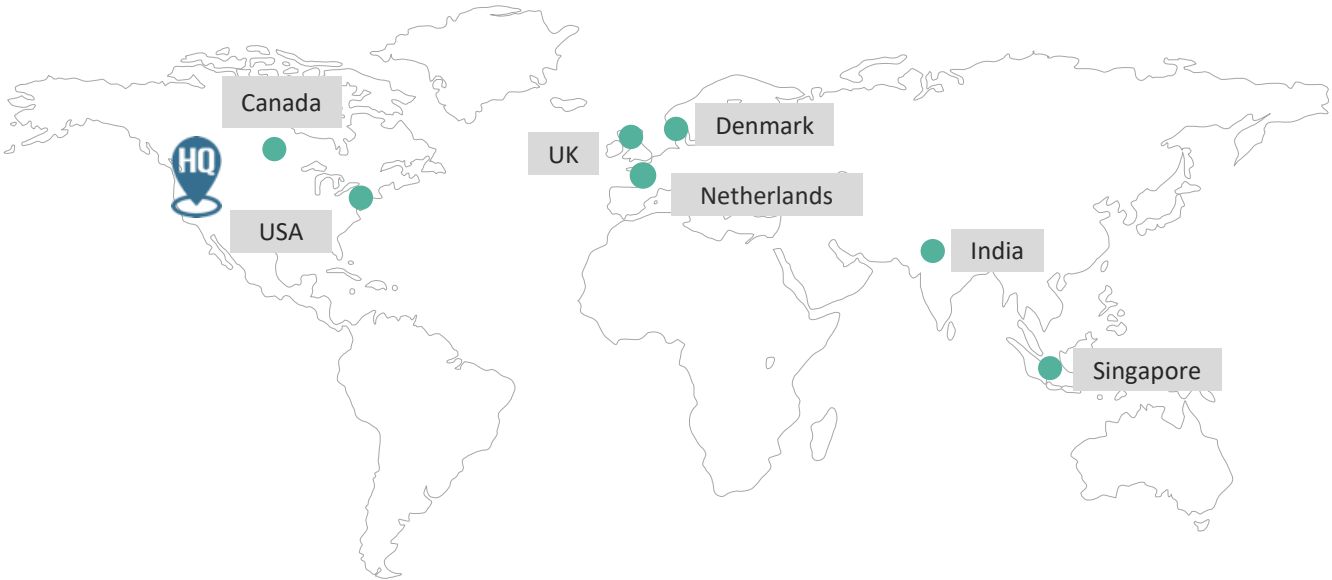 Canada
HQ
Denmark
UK
Netherlands
USA
India
Singapore